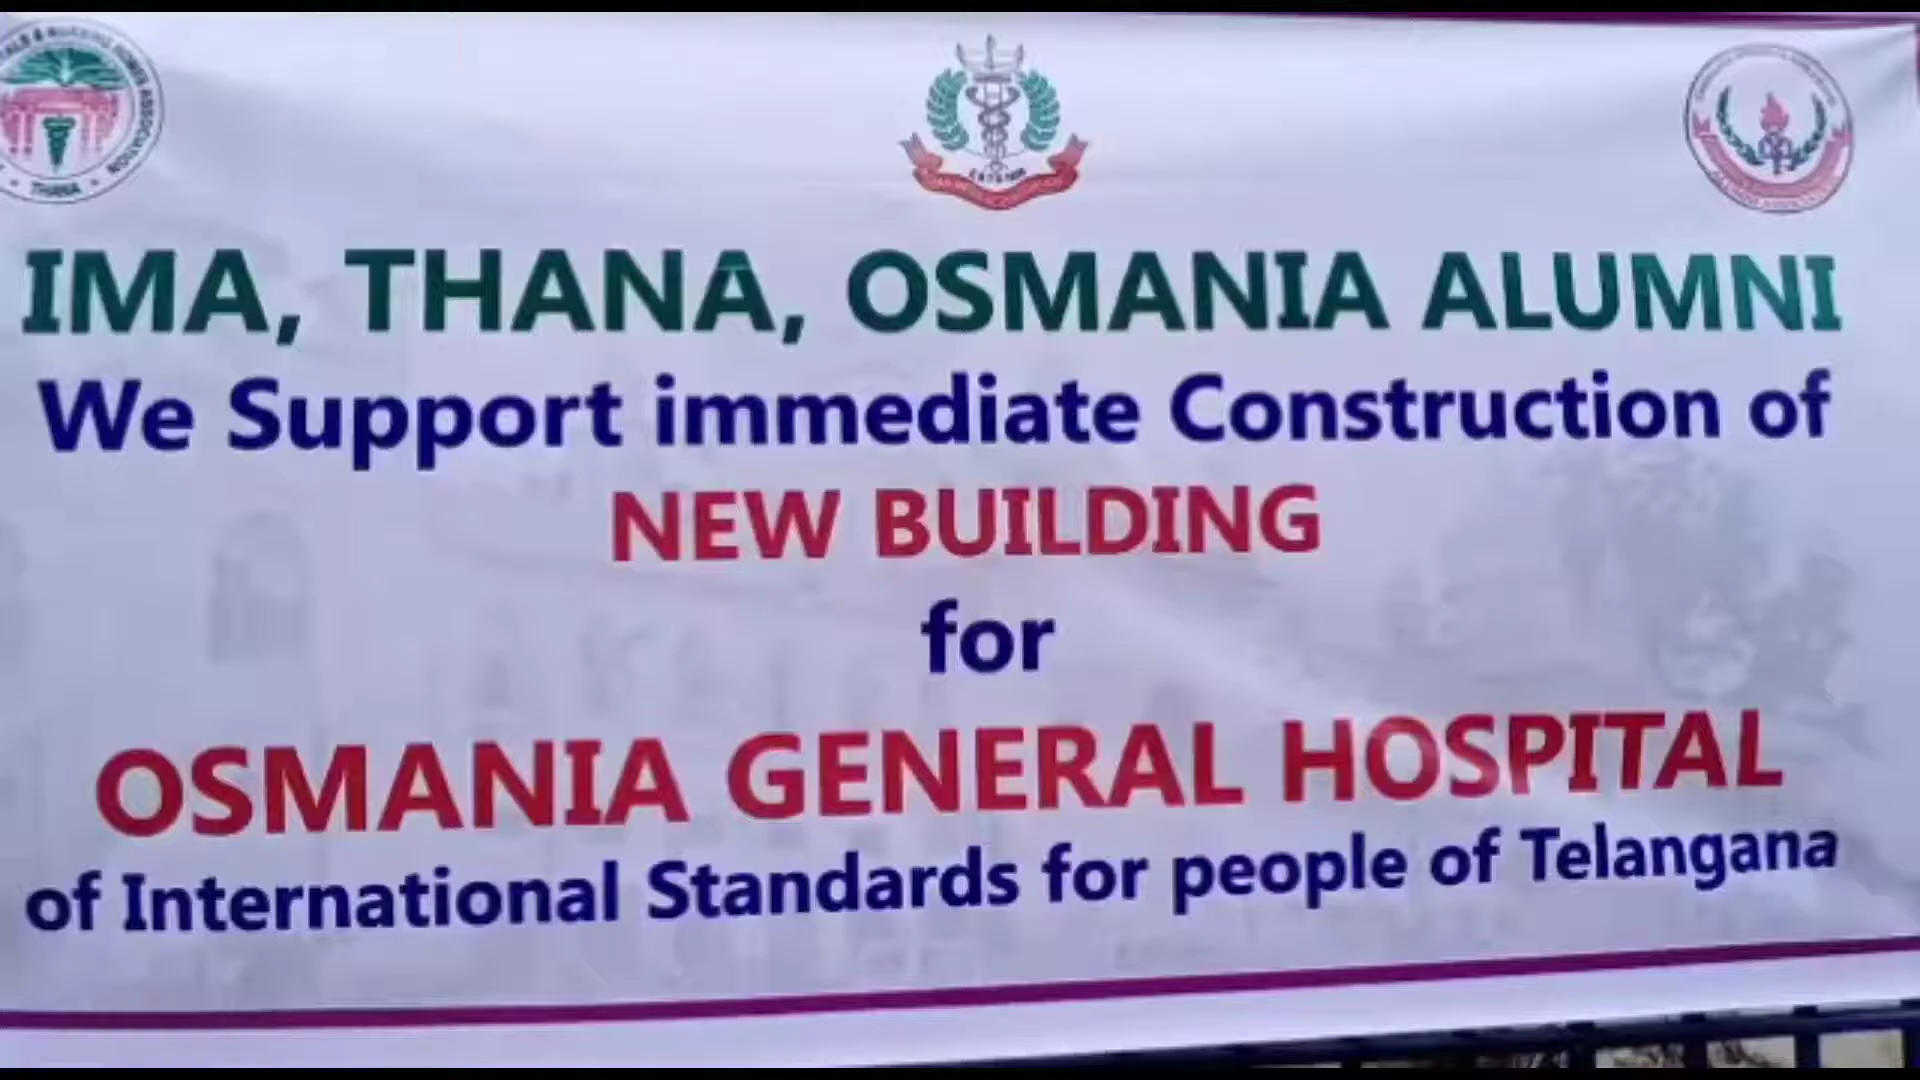 THANA
IMA, THANA, OSMANIA ALUMNI
We Support immediate Construction of
NEW BUILDING
for
OSMANIA GENERAL HOSPITAL
of International Standards for people of Telangana